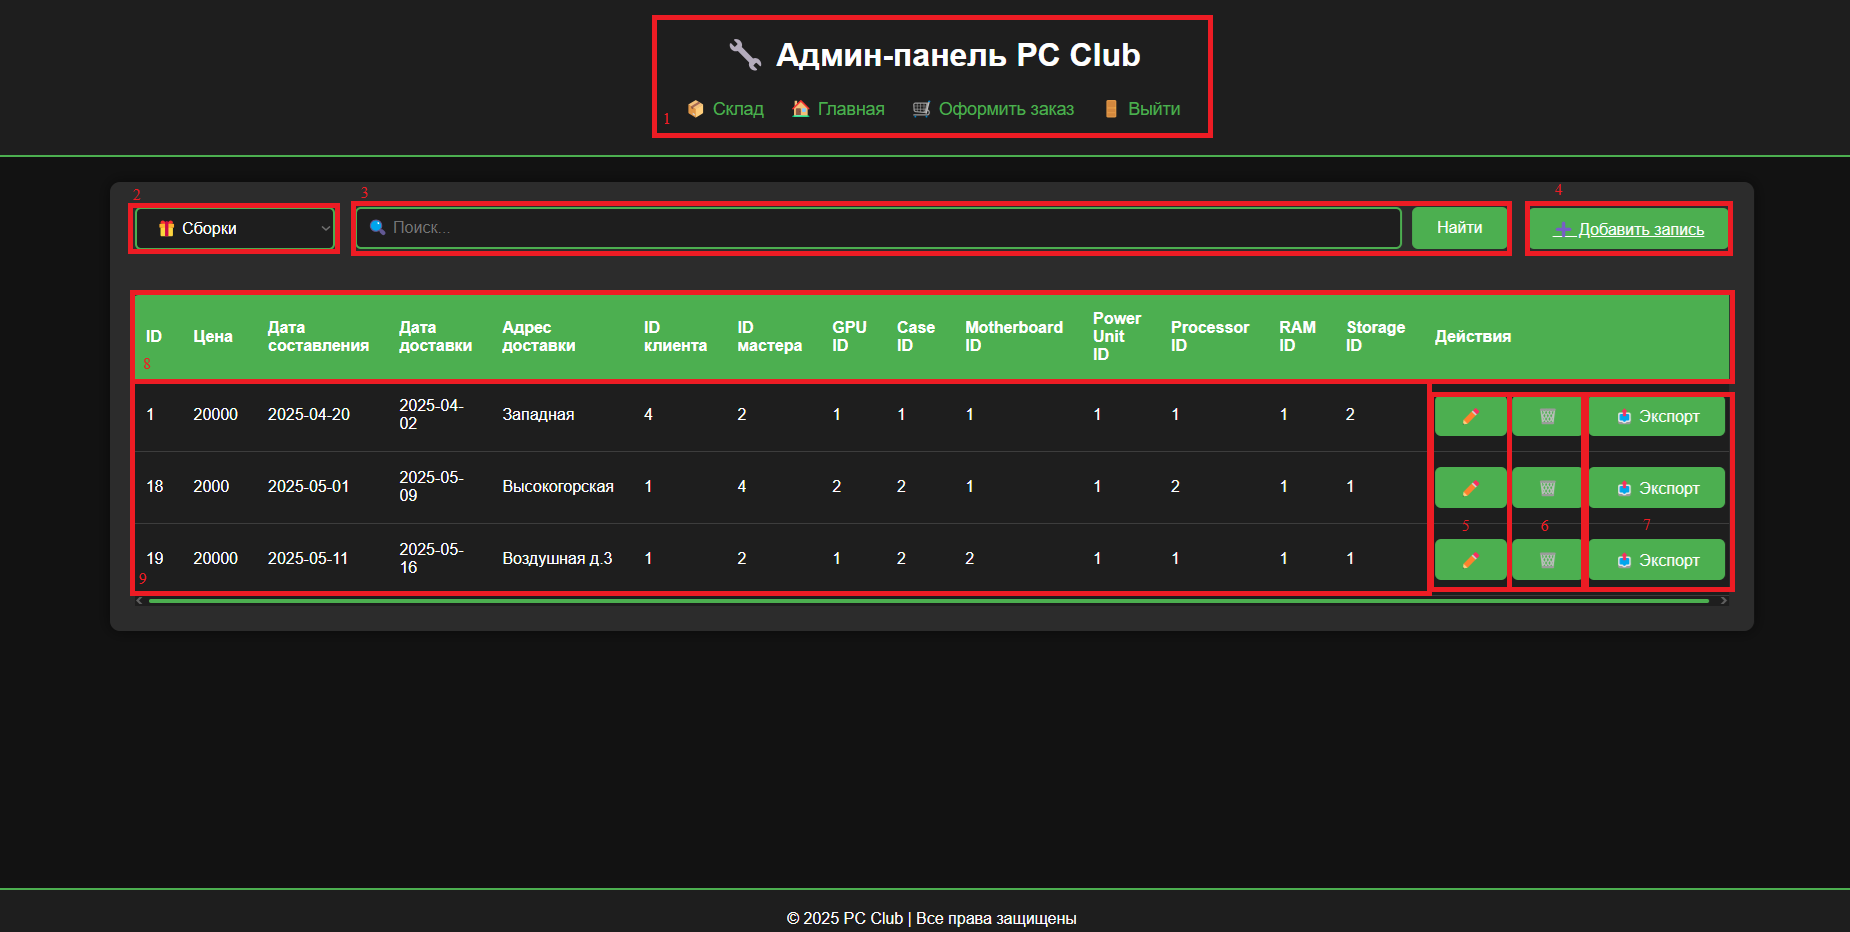 Админ-панель PC Club
1 Склад Главная Оформить заказ Выйти
2 3 4
Сборки Поиск... Найти Добавить запись
ID Цена Дата составления Дата доставки Адрес доставки ID клиента ID мастера GPU ID Case ID Motherboard ID Power Unit ID Processor ID RAM ID Storage ID Действия
8
1 20000 2025-04-20 2025-04-02 Западная 4 2 1 1 1 1 1 1 2 Экспорт
18 2000 2025-05-01 2025-05-09 Высокогорская 1 4 2 2 1 1 2 1 1 Экспорт
5 6 7
19 20000 2025-05-11 2025-05-16 Воздушная д.3 1 2 1 2 2 1 1 1 1 Экспорт
9
© 2025 PC Club | Все права защищены